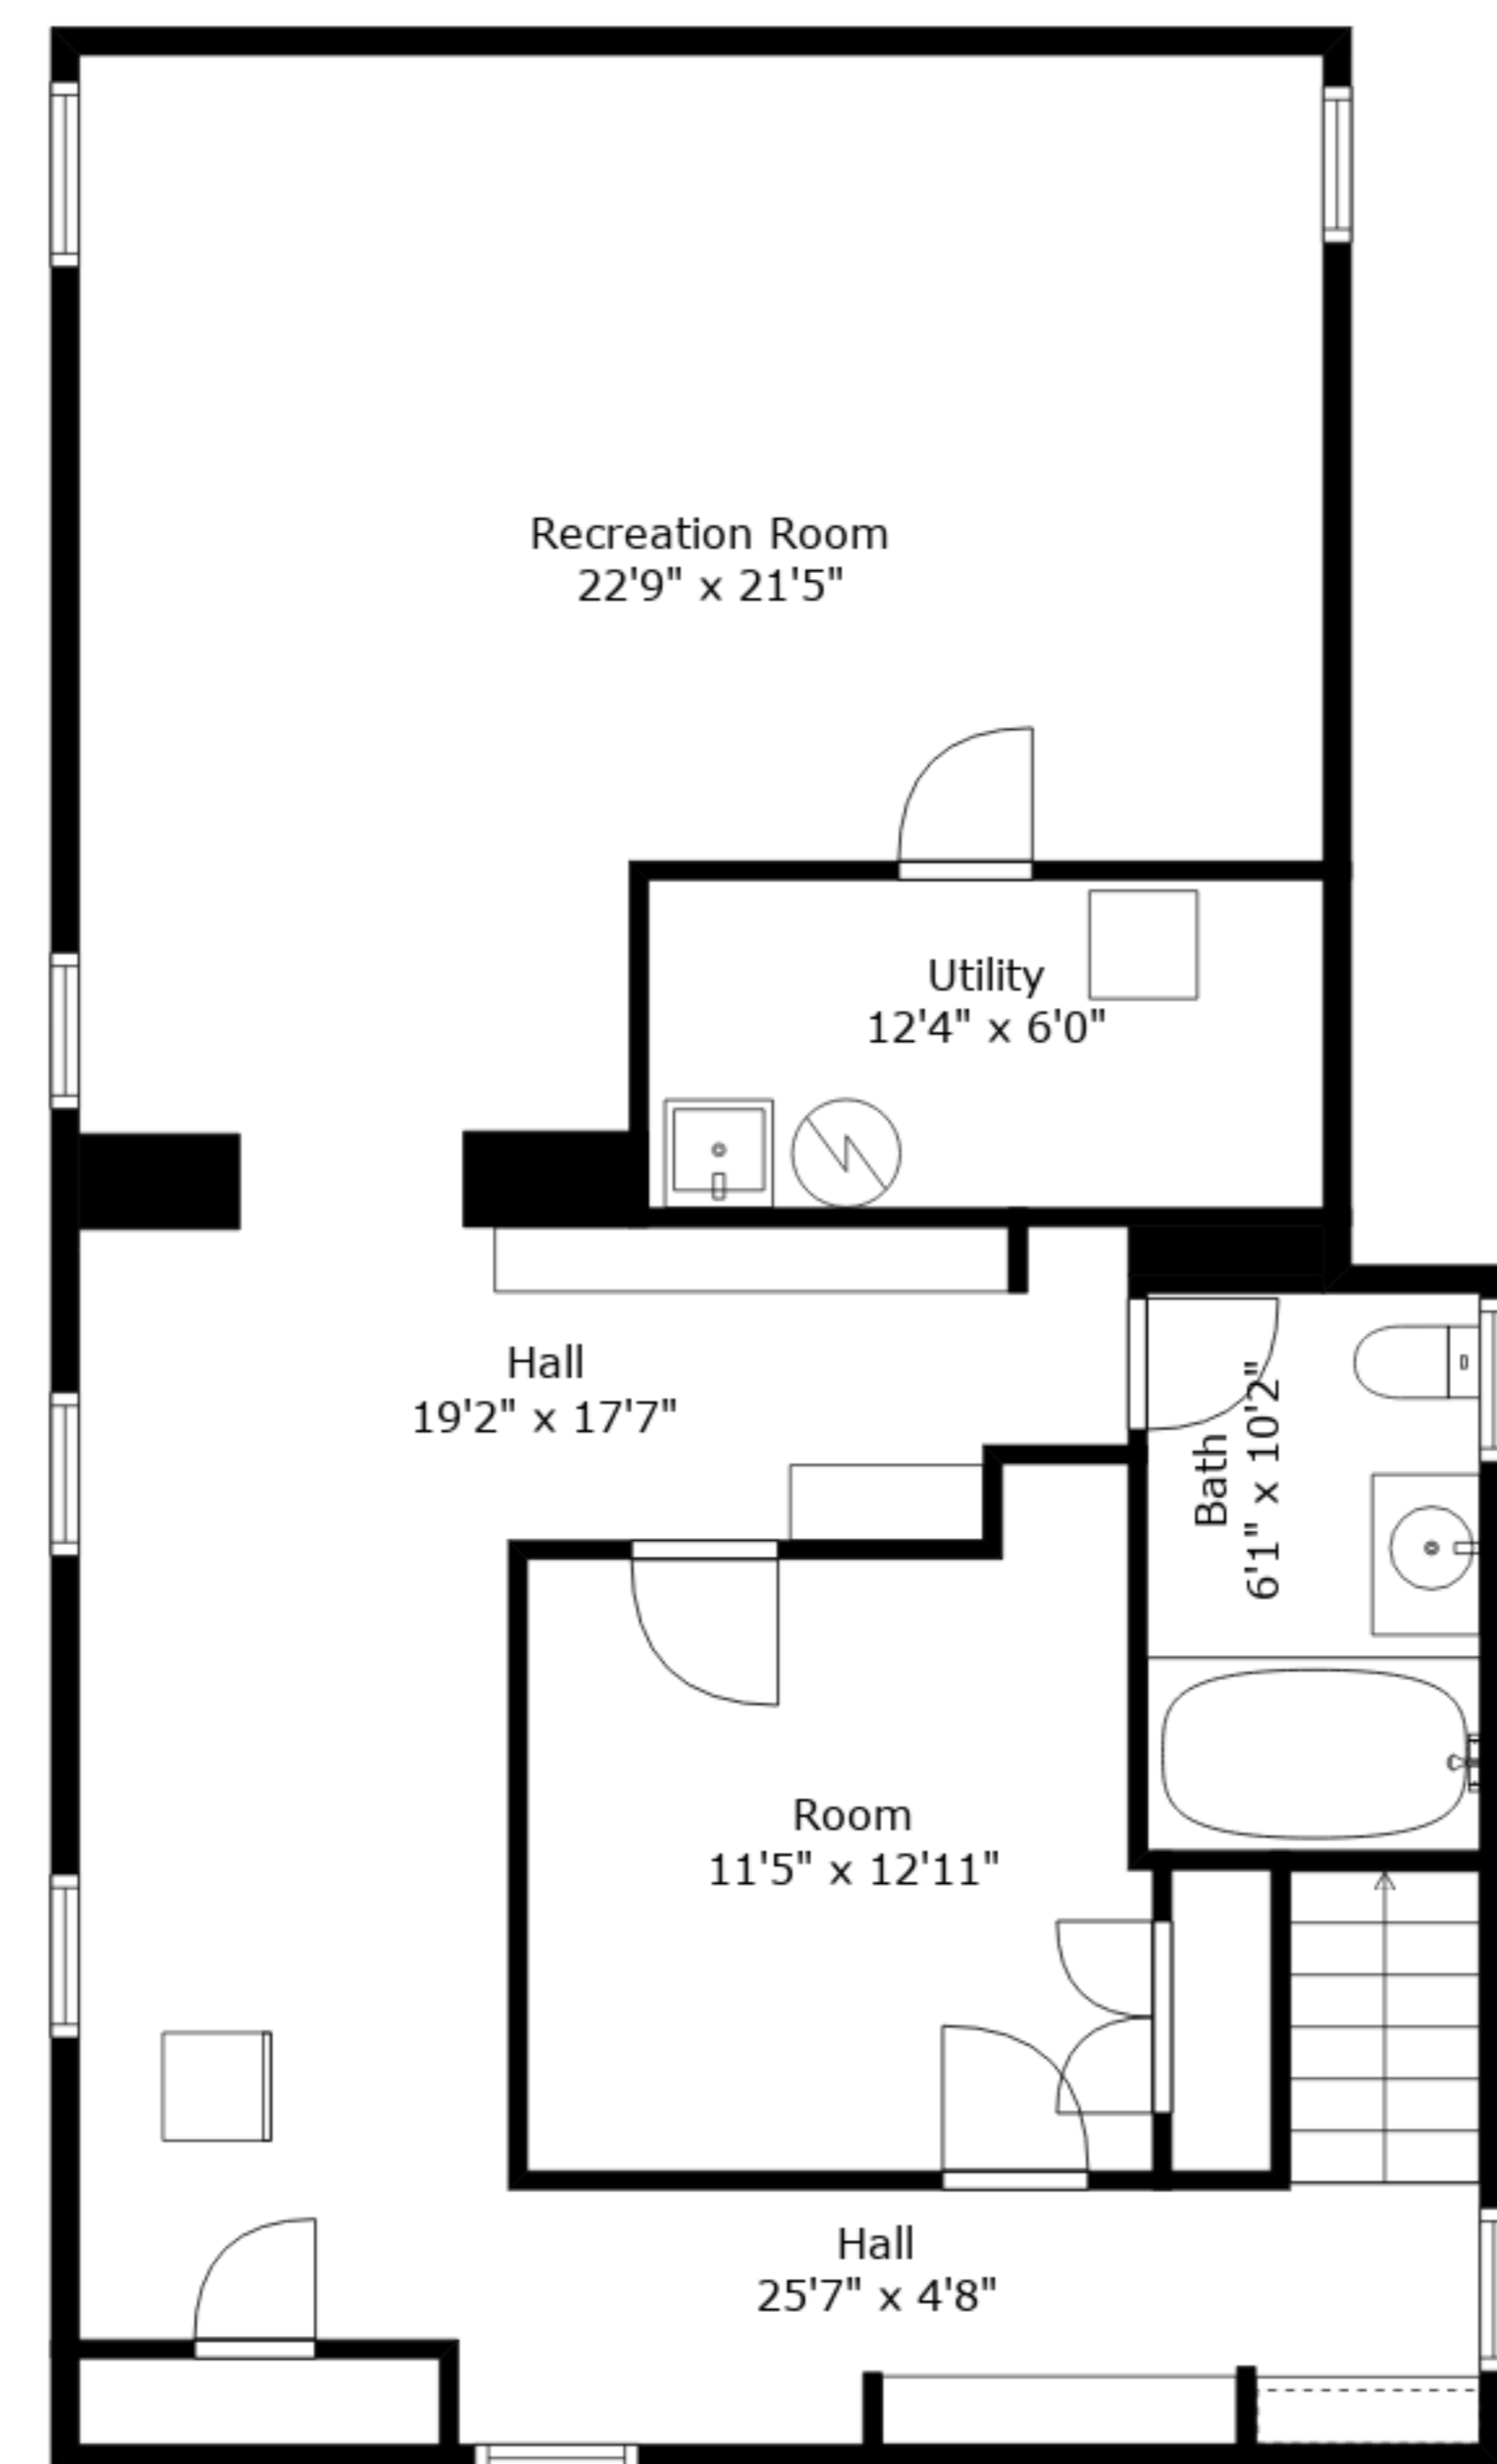 Recreation Room
22'9" x 21'5"
Utility
12'4" x 6'0"
Hall
19'2" x 17'7"
Bath
6'1" x 10'2"
Room
11'5" x 12'11"
Hall
25'7" x 4'8"